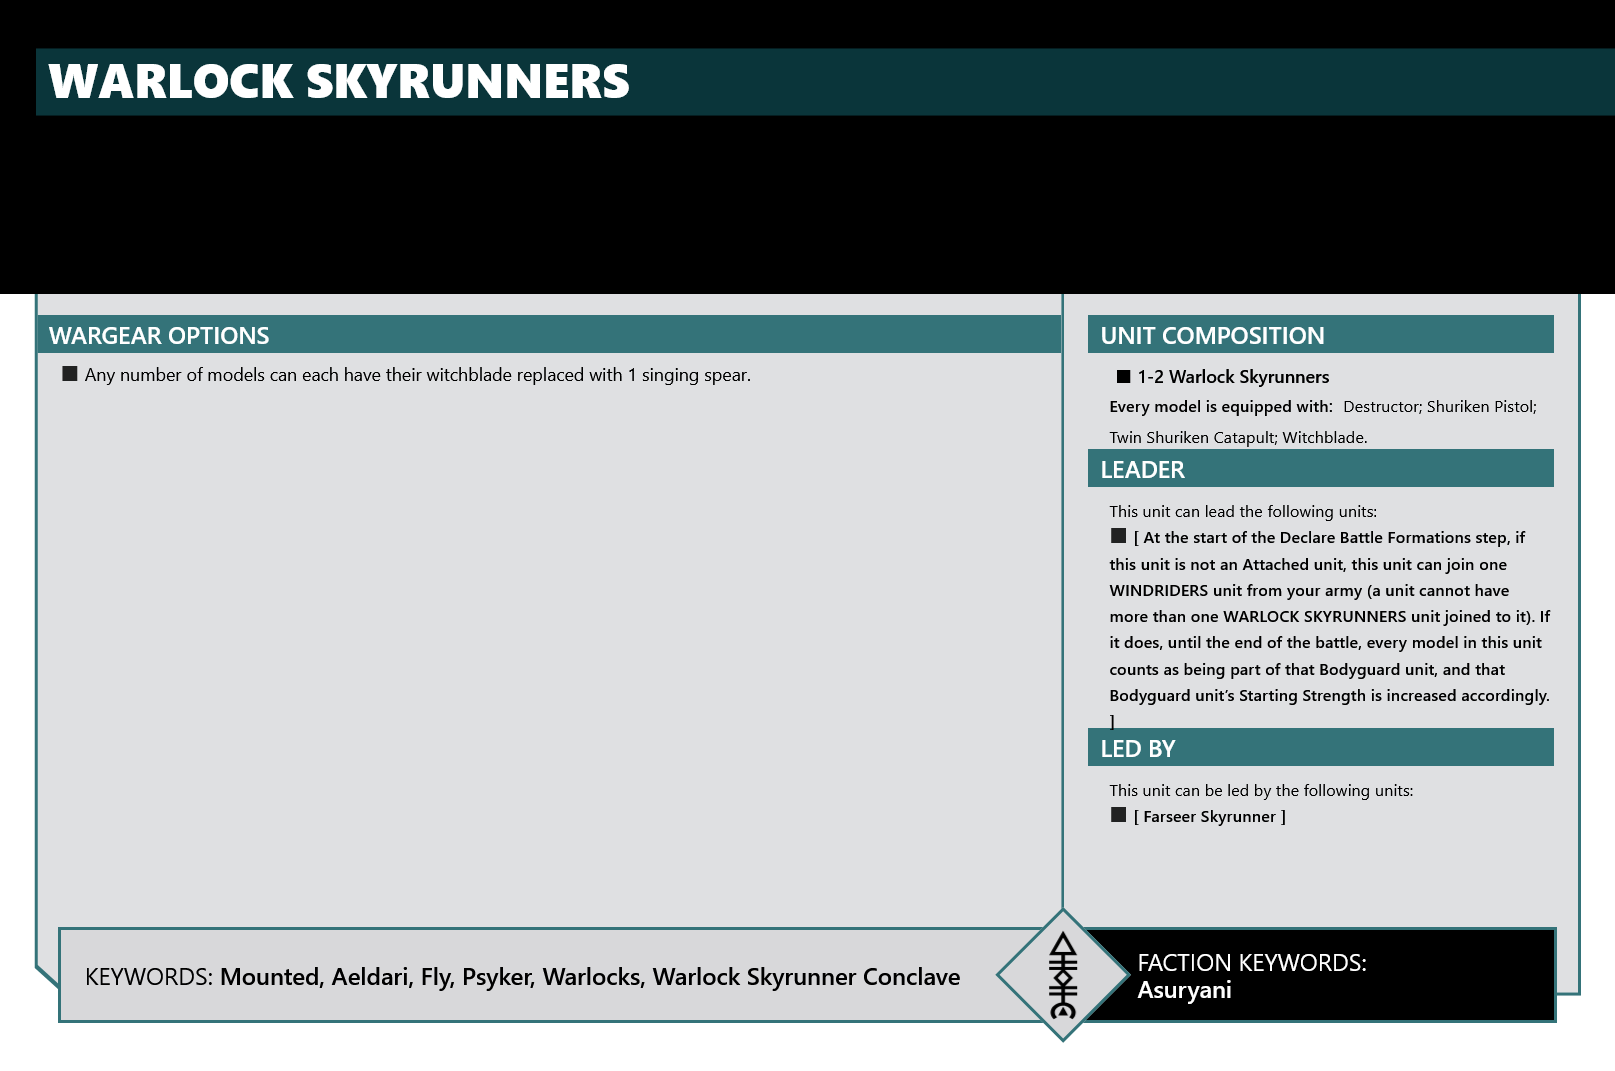 WARLOCK SKYRUNNERS
WARGEAR OPTIONS
■ Any number of models can each have their witchblade replaced with 1 singing spear.
UNIT COMPOSITION
■ 1-2 Warlock Skyrunners
Every model is equipped with: Destructor; Shuriken Pistol;
Twin Shuriken Catapult; Witchblade.
LEADER
This unit can lead the following units:
■ [ At the start of the Declare Battle Formations step, if
this unit is not an Attached unit, this unit can join one
WINDRIDERS unit from your army (a unit cannot have
more than one WARLOCK SKYRUNNERS unit joined to it). If
it does, until the end of the battle, every model in this unit
counts as being part of that Bodyguard unit, and that
Bodyguard unit’s Starting Strength is increased accordingly.
]
LED BY
This unit can be led by the following units:
■ [ Farseer Skyrunner ]
KEYWORDS: Mounted, Aeldari, Fly, Psyker, Warlocks, Warlock Skyrunner Conclave
FACTION KEYWORDS:
Asuryani